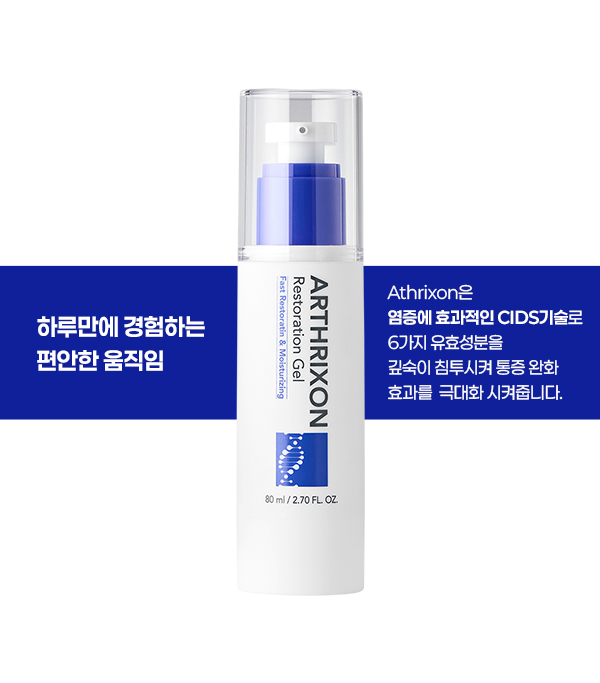 하루만에 경험하는
편안한 움직임
ARTHRIXON
Restoration Gel
Fast Restoratin & Moisturizing
80 ml / 2.70 FL. OZ.
Athrixon은
염증에 효과적인 CIDS기술로
6가지 유효성분을
깊숙이 침투시켜 통증 완화
효과를 극대화 시켜줍니다.